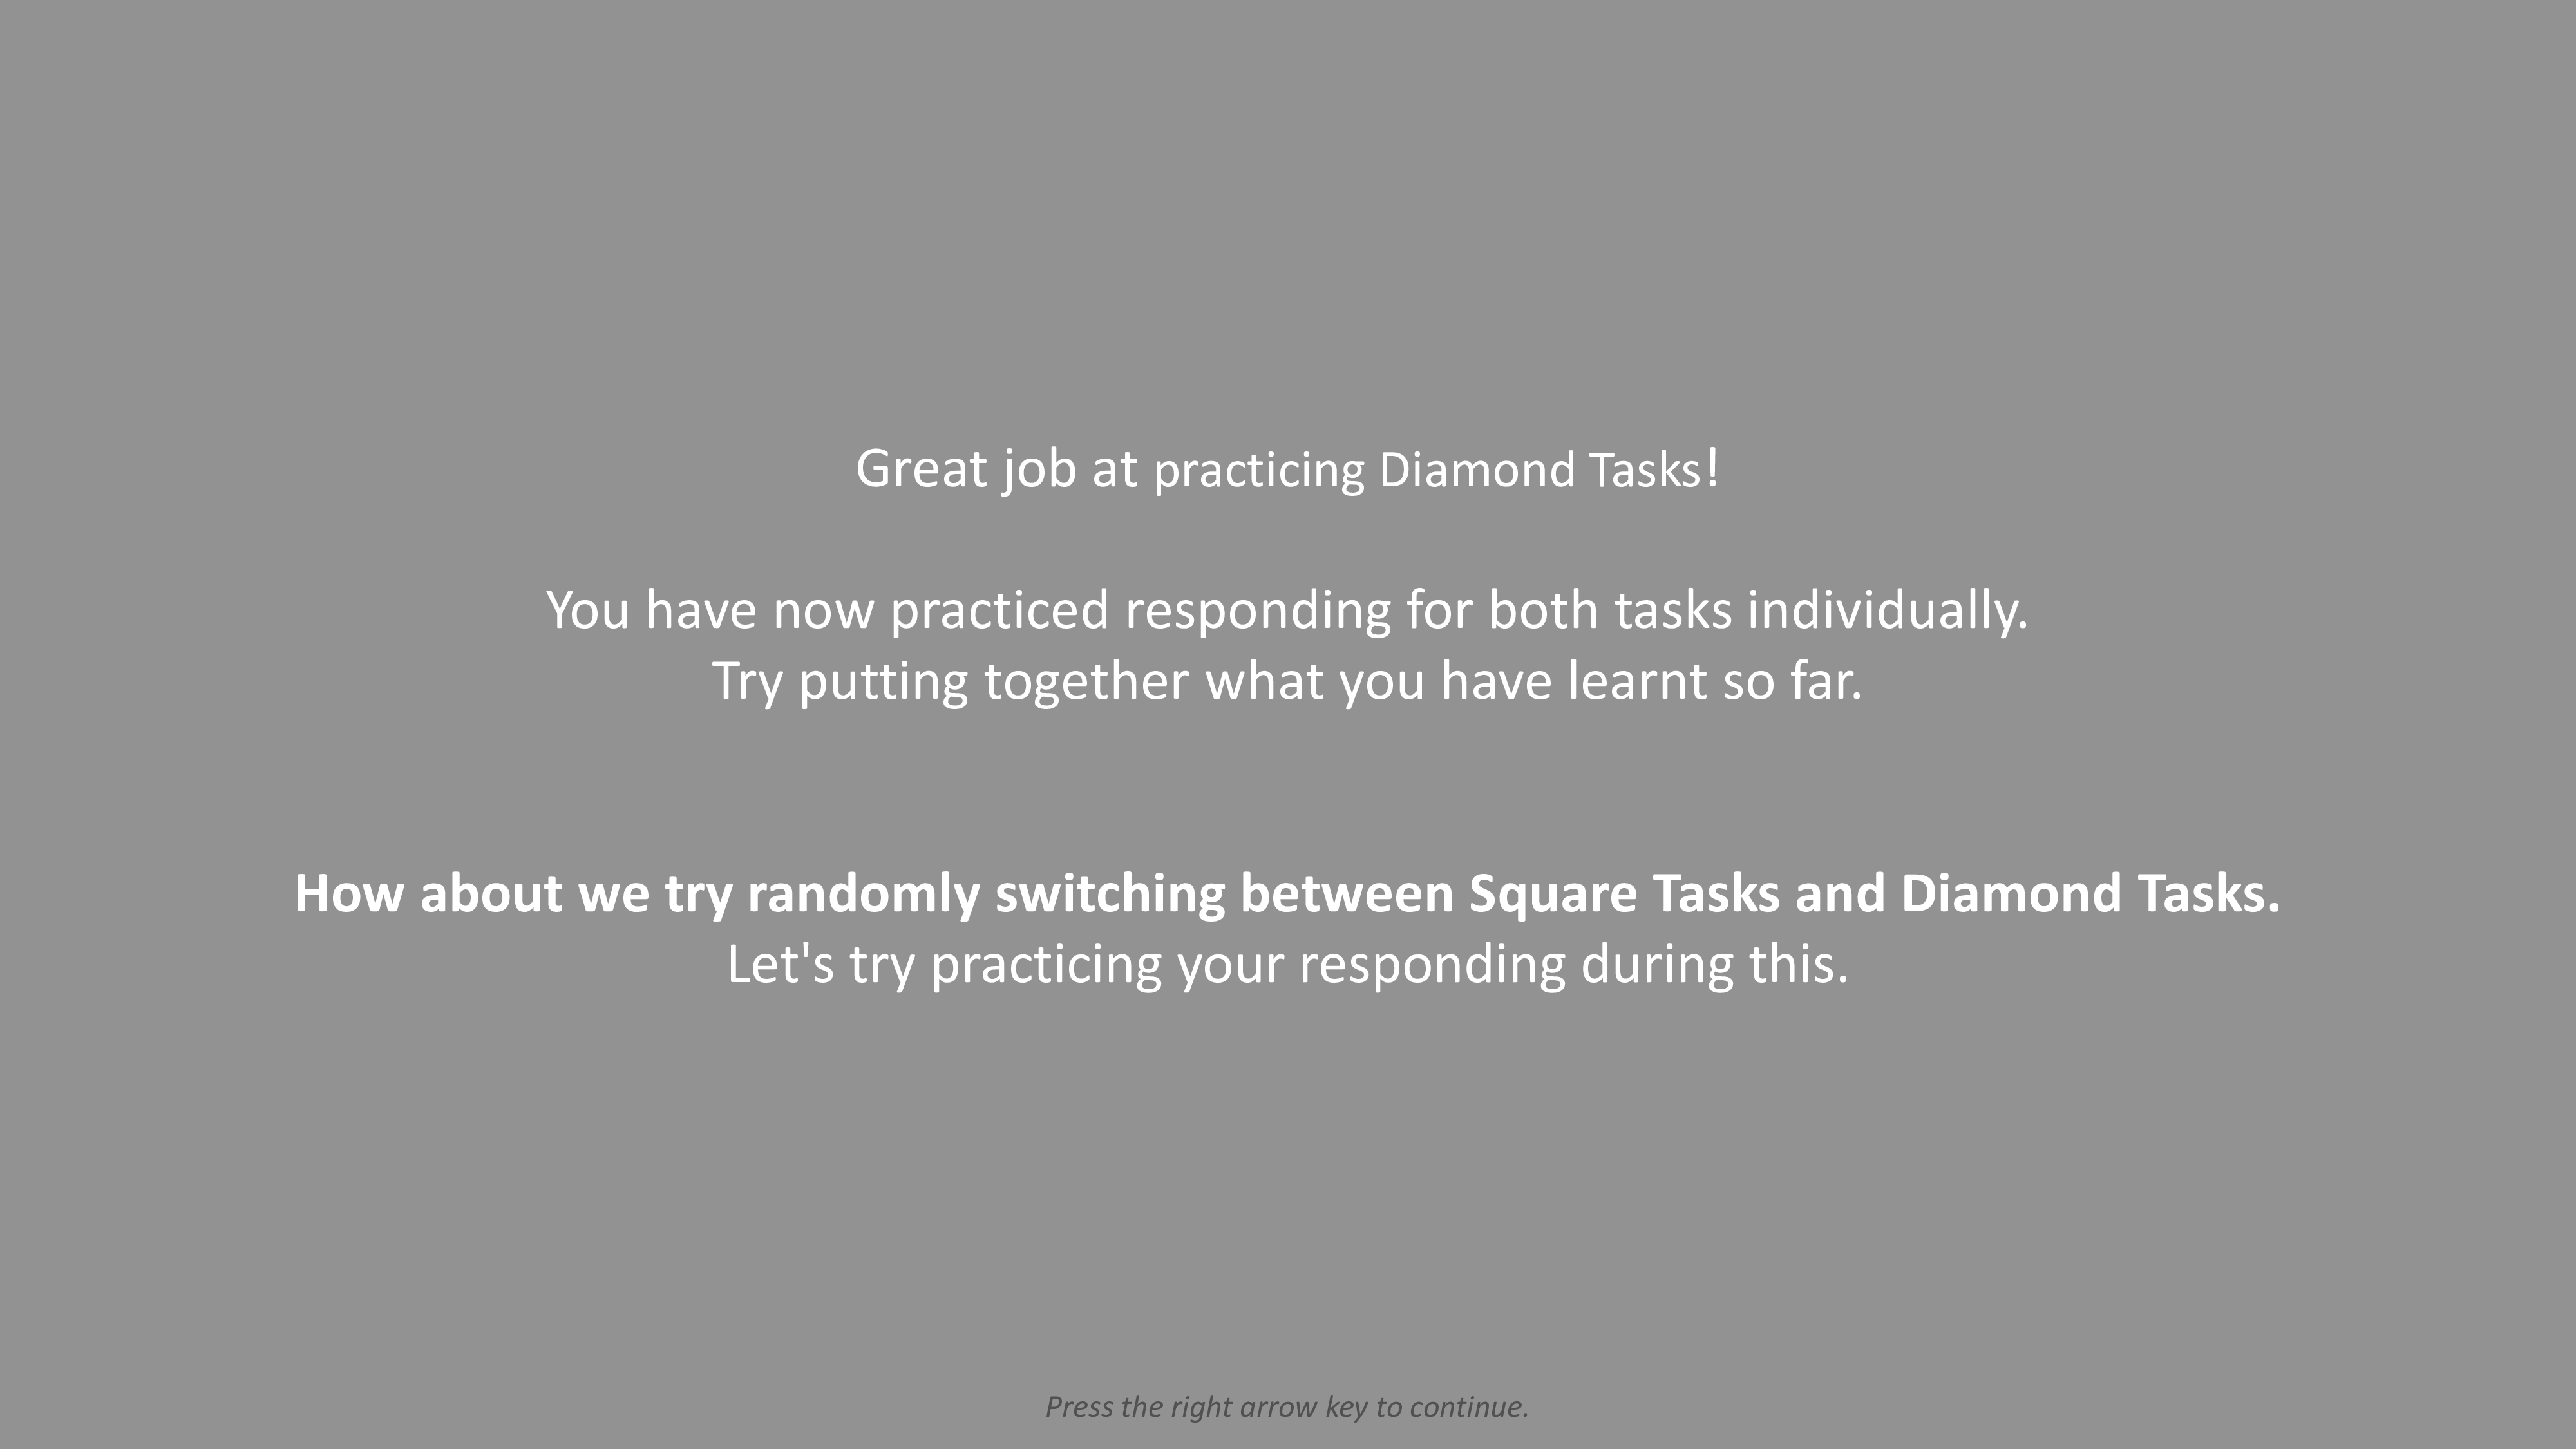 Great job at practicing Diamond Tasks!
You have now practiced responding for both tasks individually.
Try putting together what you have learnt so far.
How about we try randomly switching between Square Tasks and Diamond Tasks.
Let's try practicing your responding during this.
Press the right arrow key to continue.